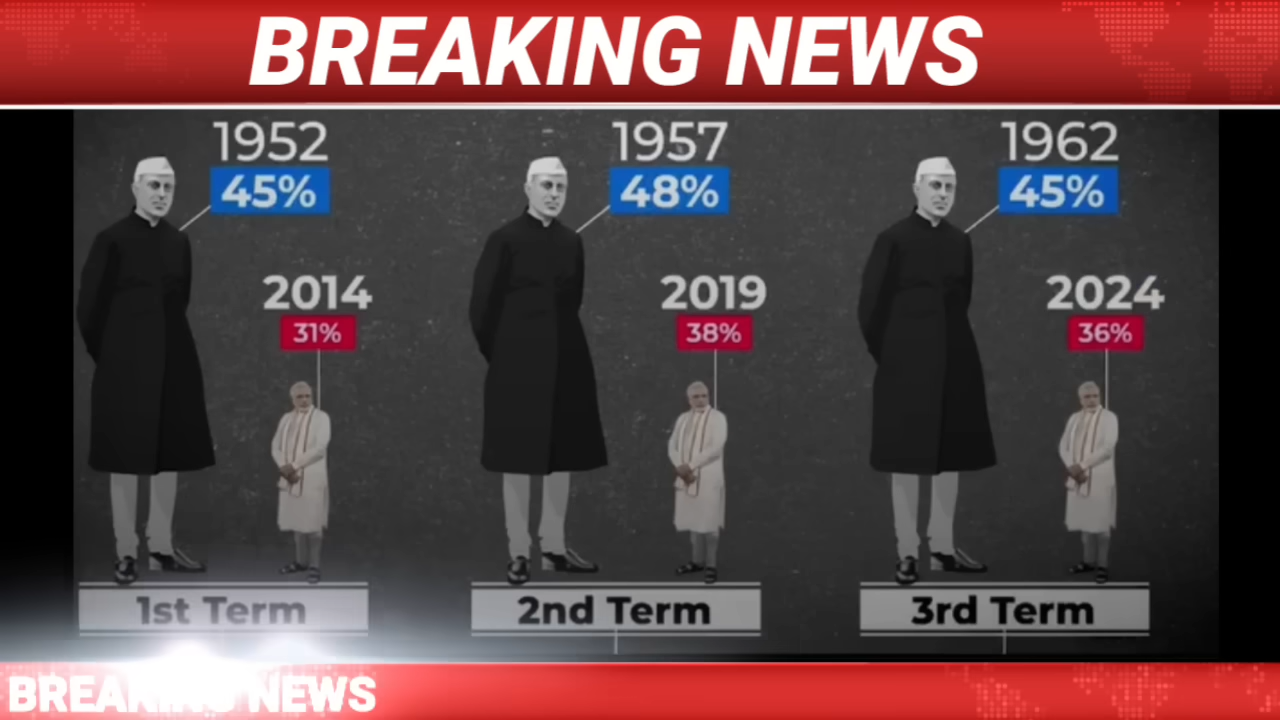 BREAKING NEWS
1952
45%
2014
31%
1st Term
1957
48%
2019
38%
2nd Term
1962
45%
2024
36%
3rd Term
BREAKING NEWS